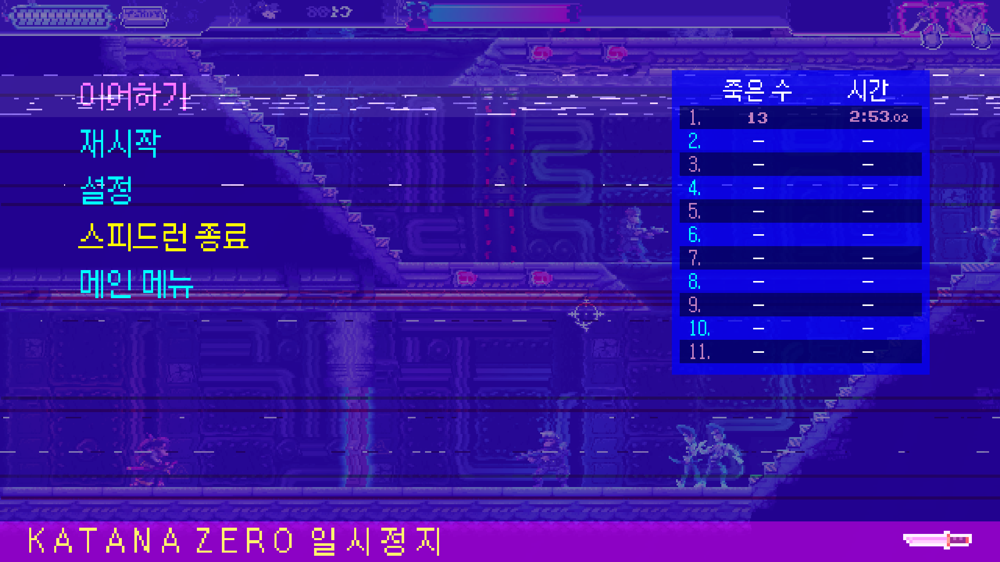 이어하기
재시작
설정
스피드런 종료
메인 메뉴
죽은 수 시간
1. 13 2:53.02
2. – –
3. – –
4. – –
5. – –
6. – –
7. – –
8. – –
9. – –
10. – –
11. – –
KATANA ZERO 일시정지